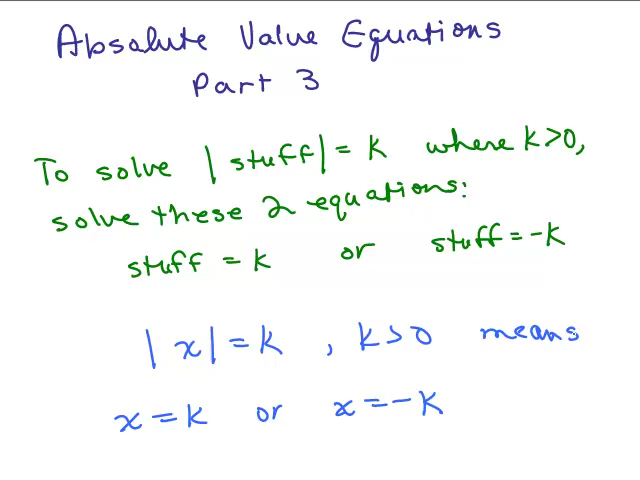 Absolute Value Equations
Part 3
To solve |stuff| = k where k>0,
solve these 2 equations:
stuff = k or stuff = -k
|x| = k , k>0 means
x = k or x = -k